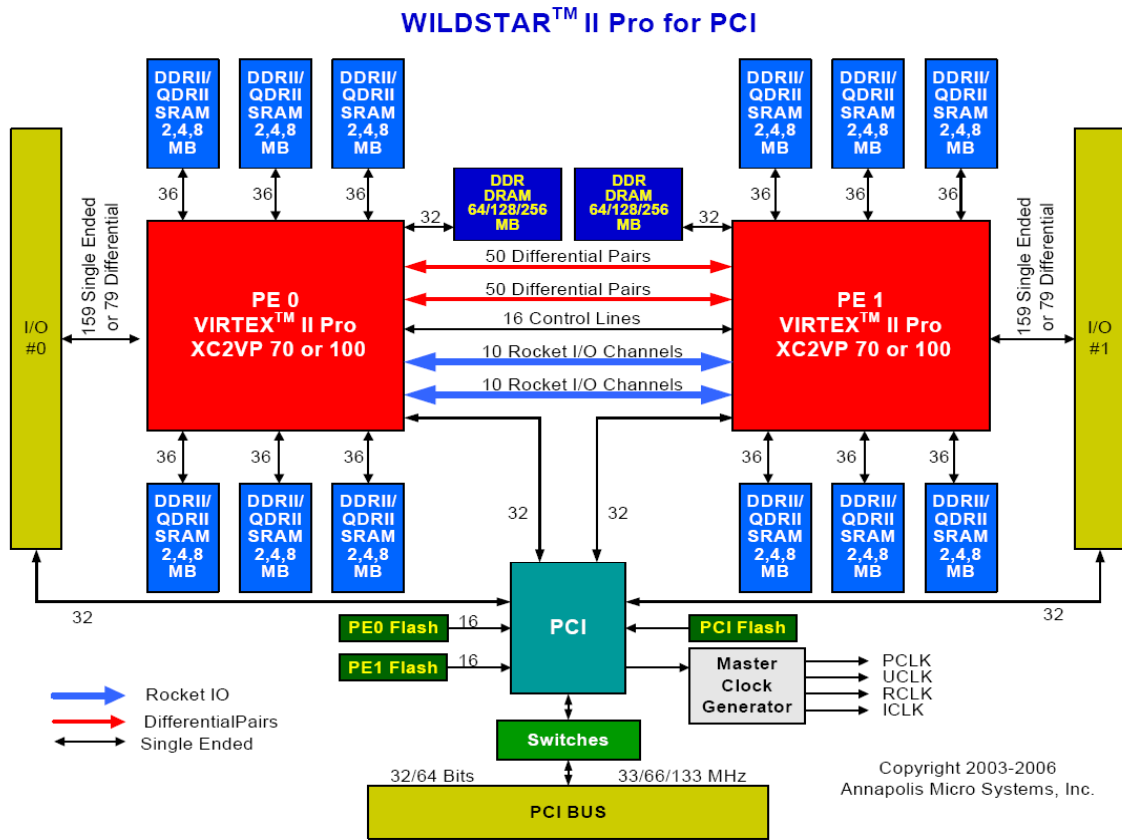 WILDSTAR™ II Pro for PCI
DDRII/
QDRII
SRAM
2,4,8
MB
DDRII/
QDRII
SRAM
2,4,8
MB
DDRII/
QDRII
SRAM
2,4,8
MB
DDRII/
QDRII
SRAM
2,4,8
MB
DDRII/
QDRII
SRAM
2,4,8
MB
DDRII/
QDRII
SRAM
2,4,8
MB
36
36
36
36
36
36
DDR
DRAM
64/128/256
MB
DDR
DRAM
64/128/256
MB
32
32
I/O
#0
159 Single Ended
or 79 Differential
PE 0
VIRTEX™ II Pro
XC2VP 70 or 100
50 Differential Pairs
50 Differential Pairs
16 Control Lines
10 Rocket I/O Channels
10 Rocket I/O Channels
PE 1
VIRTEX™ II Pro
XC2VP 70 or 100
159 Single Ended
or 79 Differential
I/O
#1
36
36
36
36
36
36
DDRII/
QDRII
SRAM
2,4,8
MB
DDRII/
QDRII
SRAM
2,4,8
MB
DDRII/
QDRII
SRAM
2,4,8
MB
DDRII/
QDRII
SRAM
2,4,8
MB
DDRII/
QDRII
SRAM
2,4,8
MB
DDRII/
QDRII
SRAM
2,4,8
MB
32
32
32
32
PE0 Flash
16
PCI
PCI Flash
PE1 Flash
16
Master
Clock
Generator
PCLK
UCLK
RCLK
ICLK
Rocket IO
DifferentialPairs
Single Ended
Switches
32/64 Bits
33/66/133 MHz
PCI BUS
Copyright 2003-2006
Annapolis Micro Systems, Inc.